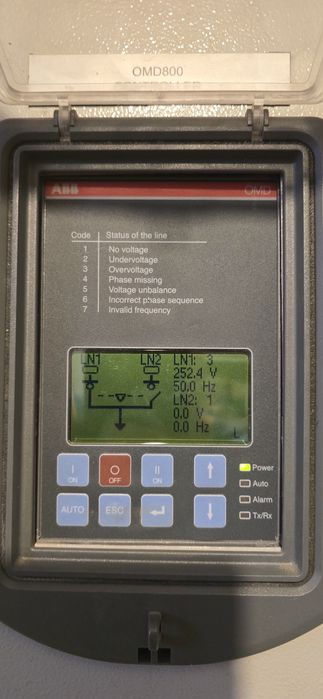 OMD800
CONTROLLER
ABB
OMD
Code Status of the line
1 No voltage
2 Undervoltage
3 Overvoltage
4 Phase missing
5 Voltage unbalance
6 Incorrect phase sequence
7 Invalid frequency
LN1 LN2 LN1: 3
252.4 V
50.0 Hz
LN2: 1
0.0 V
0.0 Hz L
I ON
O OFF
II ON
Power
Auto
Alarm
Tx/Rx
AUTO
ESC